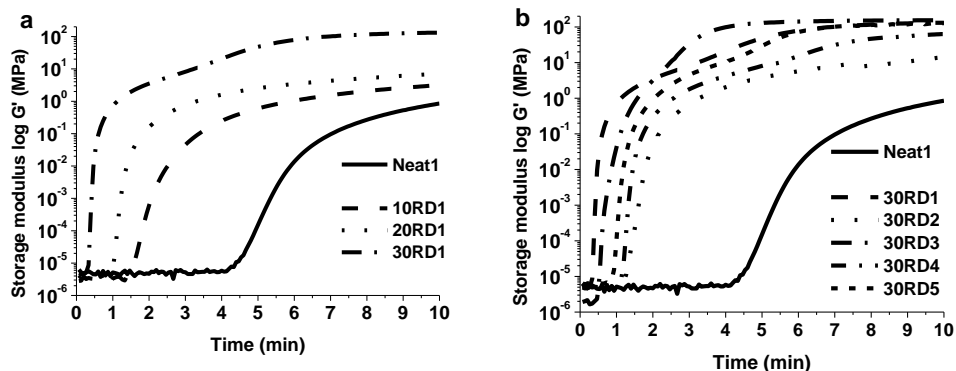 a
Storage modulus log G' (MPa)
10²
10¹
10⁰
10⁻¹
10⁻²
10⁻³
10⁻⁴
10⁻⁵
10⁻⁶
0 1 2 3 4 5 6 7 8 9 10
Time (min)
Neat1
10RD1
20RD1
30RD1
b
Storage modulus log G' (MPa)
10²
10¹
10⁰
10⁻¹
10⁻²
10⁻³
10⁻⁴
10⁻⁵
10⁻⁶
0 1 2 3 4 5 6 7 8 9 10
Time (min)
Neat1
30RD1
30RD2
30RD3
30RD4
30RD5